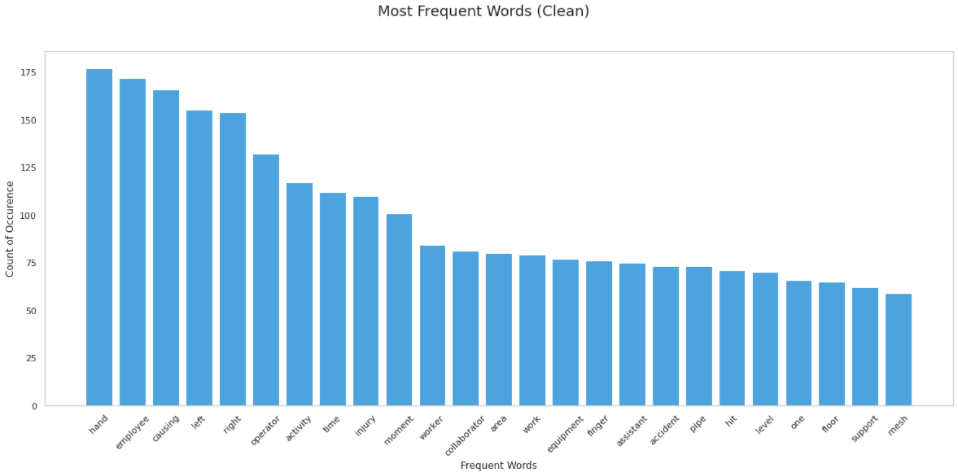 Most Frequent Words (Clean)
175
150
125
100
75
50
25
0
Count of Occurence
hand
employee
causing
left
right
operator
activity
time
injury
moment
worker
collaborator
area
work
equipment
finger
assistant
accident
pipe
hit
level
one
floor
support
mesh
Frequent Words